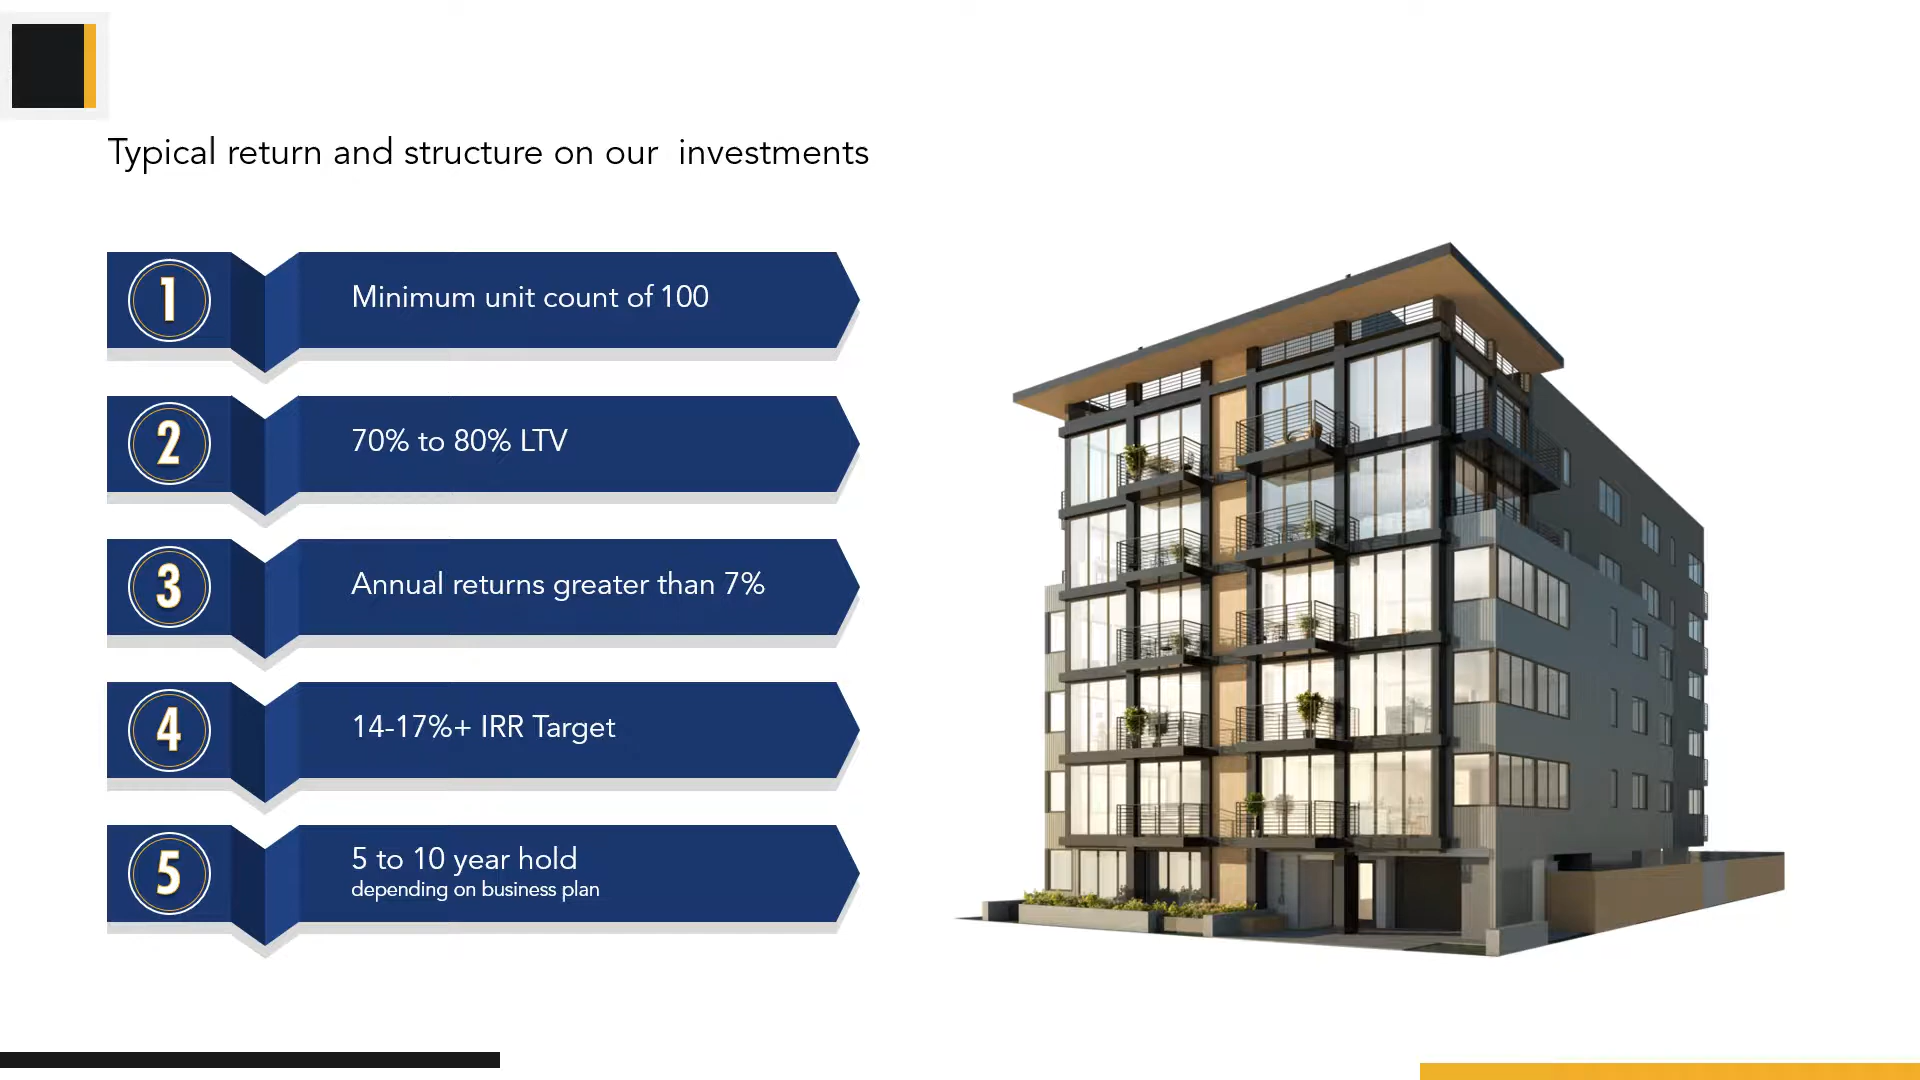 Typical return and structure on our  investments
1
Minimum unit count of 100
2
70% to 80% LTV
3
Annual returns greater than 7%
4
14-17%+ IRR Target
5
5 to 10 year hold
depending on business plan